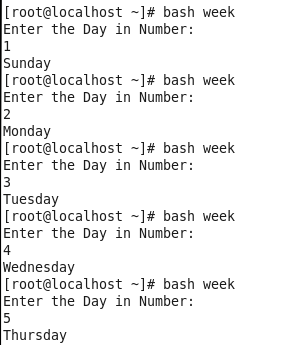 [root@localhost ~]# bash week
Enter the Day in Number:
1
Sunday
[root@localhost ~]# bash week
Enter the Day in Number:
2
Monday
[root@localhost ~]# bash week
Enter the Day in Number:
3
Tuesday
[root@localhost ~]# bash week
Enter the Day in Number:
4
Wednesday
[root@localhost ~]# bash week
Enter the Day in Number:
5
Thursday